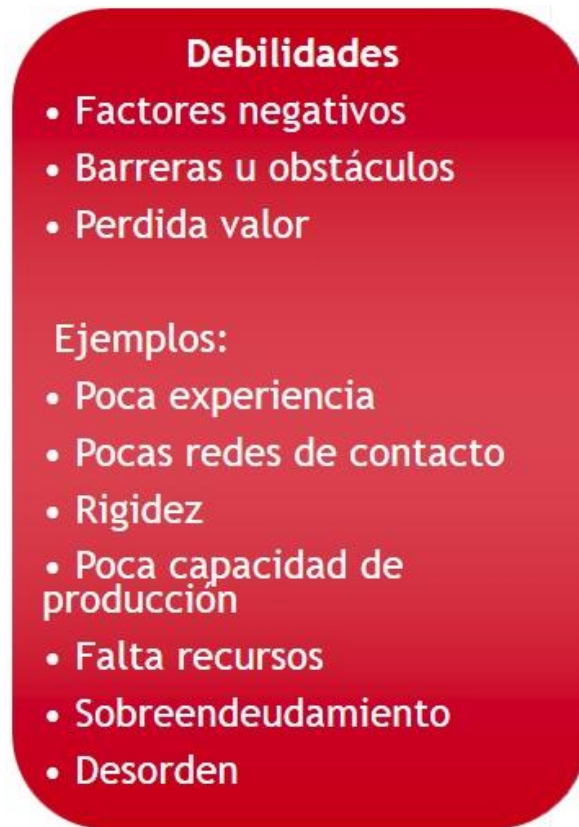 Debilidades
• Factores negativos
• Barreras u obstáculos
• Perdida valor
Ejemplos:
• Poca experiencia
• Pocas redes de contacto
• Rigidez
• Poca capacidad de
producción
• Falta recursos
• Sobreendeudamiento
• Desorden